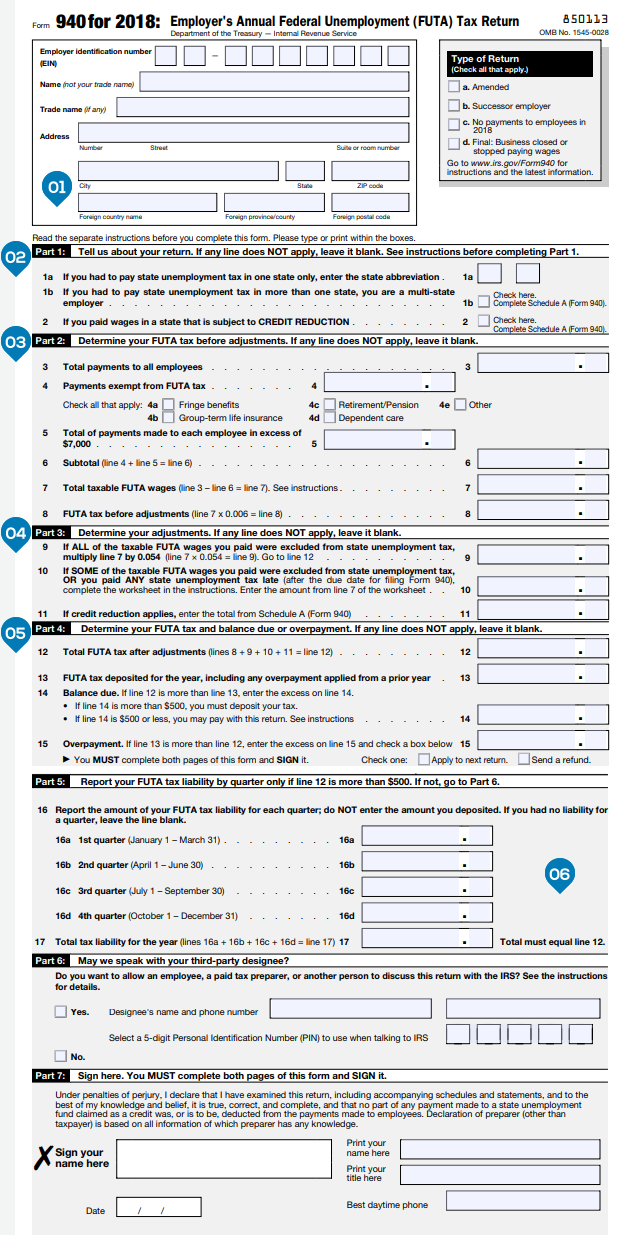 Form 940 for 2018: Employer's Annual Federal Unemployment (FUTA) Tax Return
850113
Department of the Treasury — Internal Revenue Service
OMB No. 1545-0028
Employer identification number
(EIN)
–
Name (not your trade name)
Trade name (if any)
Address
Number Street Suite or room number
City State ZIP code
Foreign country name Foreign province/county Foreign postal code
01
Type of Return
(Check all that apply.)
a. Amended
b. Successor employer
c. No payments to employees in
2018
d. Final: Business closed or
stopped paying wages
Go to www.irs.gov/Form940 for
instructions and the latest information.
Read the separate instructions before you complete this form. Please type or print within the boxes.
02
Part 1: Tell us about your return. If any line does NOT apply, leave it blank. See instructions before completing Part 1.
1a If you had to pay state unemployment tax in one state only, enter the state abbreviation . 1a
1b If you had to pay state unemployment tax in more than one state, you are a multi-state
employer . . . . . . . . . . . . . . . . . . . . . . . . 1b Check here.
Complete Schedule A (Form 940).
2 If you paid wages in a state that is subject to CREDIT REDUCTION . . . . . . . 2 Check here.
Complete Schedule A (Form 940).
03
Part 2: Determine your FUTA tax before adjustments. If any line does NOT apply, leave it blank.
3 Total payments to all employees . . . . . . . . . . . . . . . . . 3 .
4 Payments exempt from FUTA tax . . . . . . . 4 .
Check all that apply: 4a Fringe benefits 4c Retirement/Pension 4e Other
4b Group-term life insurance 4d Dependent care
5 Total of payments made to each employee in excess of
$7,000 . . . . . . . . . . . . . . . . 5 .
6 Subtotal (line 4 + line 5 = line 6) . . . . . . . . . . . . . . . . . 6 .
7 Total taxable FUTA wages (line 3 – line 6 = line 7). See instructions . . . . . . . . 7 .
8 FUTA tax before adjustments (line 7 x 0.006 = line 8) . . . . . . . . . . . . 8 .
04
Part 3: Determine your adjustments. If any line does NOT apply, leave it blank.
9 If ALL of the taxable FUTA wages you paid were excluded from state unemployment tax,
multiply line 7 by 0.054 (line 7 × 0.054 = line 9). Go to line 12 . . . . . . . . . 9 .
10 If SOME of the taxable FUTA wages you paid were excluded from state unemployment tax,
OR you paid ANY state unemployment tax late (after the due date for filing Form 940),
complete the worksheet in the instructions. Enter the amount from line 7 of the worksheet . . 10 .
11 If credit reduction applies, enter the total from Schedule A (Form 940) . . . . . . . 11 .
05
Part 4: Determine your FUTA tax and balance due or overpayment. If any line does NOT apply, leave it blank.
12 Total FUTA tax after adjustments (lines 8 + 9 + 10 + 11 = line 12) . . . . . . . . 12 .
13 FUTA tax deposited for the year, including any overpayment applied from a prior year . 13 .
14 Balance due. If line 12 is more than line 13, enter the excess on line 14.
• If line 14 is more than $500, you must deposit your tax.
• If line 14 is $500 or less, you may pay with this return. See instructions . . . . . . . 14 .
15 Overpayment. If line 13 is more than line 12, enter the excess on line 15 and check a box below 15 .
▶ You MUST complete both pages of this form and SIGN it. Check one: Apply to next return. Send a refund.
Part 5: Report your FUTA tax liability by quarter only if line 12 is more than $500. If not, go to Part 6.
16 Report the amount of your FUTA tax liability for each quarter; do NOT enter the amount you deposited. If you had no liability for
a quarter, leave the line blank.
16a 1st quarter (January 1 – March 31) . . . . . . . . . 16a .
16b 2nd quarter (April 1 – June 30) . . . . . . . . . . 16b .
06
16c 3rd quarter (July 1 – September 30) . . . . . . . . 16c .
16d 4th quarter (October 1 – December 31) . . . . . . . 16d .
17 Total tax liability for the year (lines 16a + 16b + 16c + 16d = line 17) 17 . Total must equal line 12.
Part 6: May we speak with your third-party designee?
Do you want to allow an employee, a paid tax preparer, or another person to discuss this return with the IRS? See the instructions
for details.
Yes. Designee's name and phone number
Select a 5-digit Personal Identification Number (PIN) to use when talking to IRS
No.
Part 7: Sign here. You MUST complete both pages of this form and SIGN it.
Under penalties of perjury, I declare that I have examined this return, including accompanying schedules and statements, and to the
best of my knowledge and belief, it is true, correct, and complete, and that no part of any payment made to a state unemployment
fund claimed as a credit was, or is to be, deducted from the payments made to employees. Declaration of preparer (other than
taxpayer) is based on all information of which preparer has any knowledge.
✗ Sign your
name here
Print your
name here
Print your
title here
Date / /
Best daytime phone